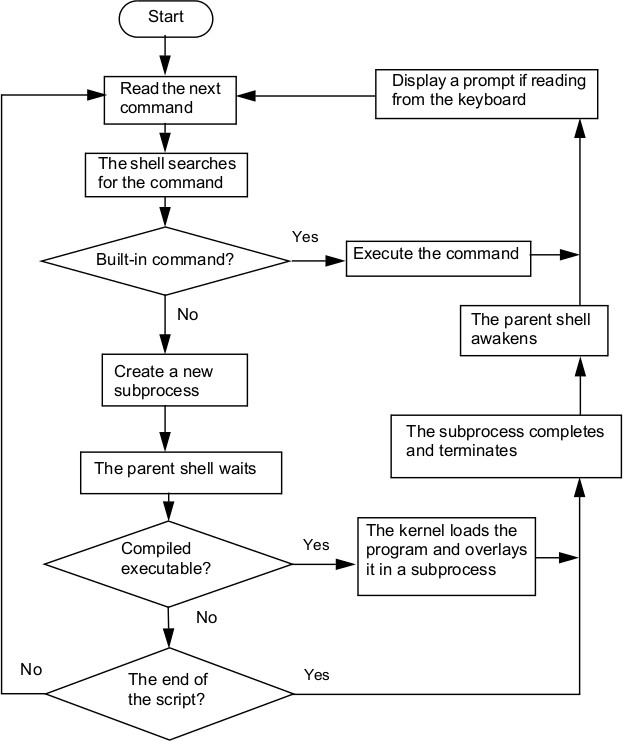 Start
Read the next
command
Display a prompt if reading
from the keyboard
The shell searches
for the command
Built-in command?
Yes
Execute the command
No
The parent shell
awakens
Create a new
subprocess
The subprocess completes
and terminates
The parent shell waits
Compiled
executable?
Yes
The kernel loads the
program and overlays
it in a subprocess
No
No
The end of
the script?
Yes